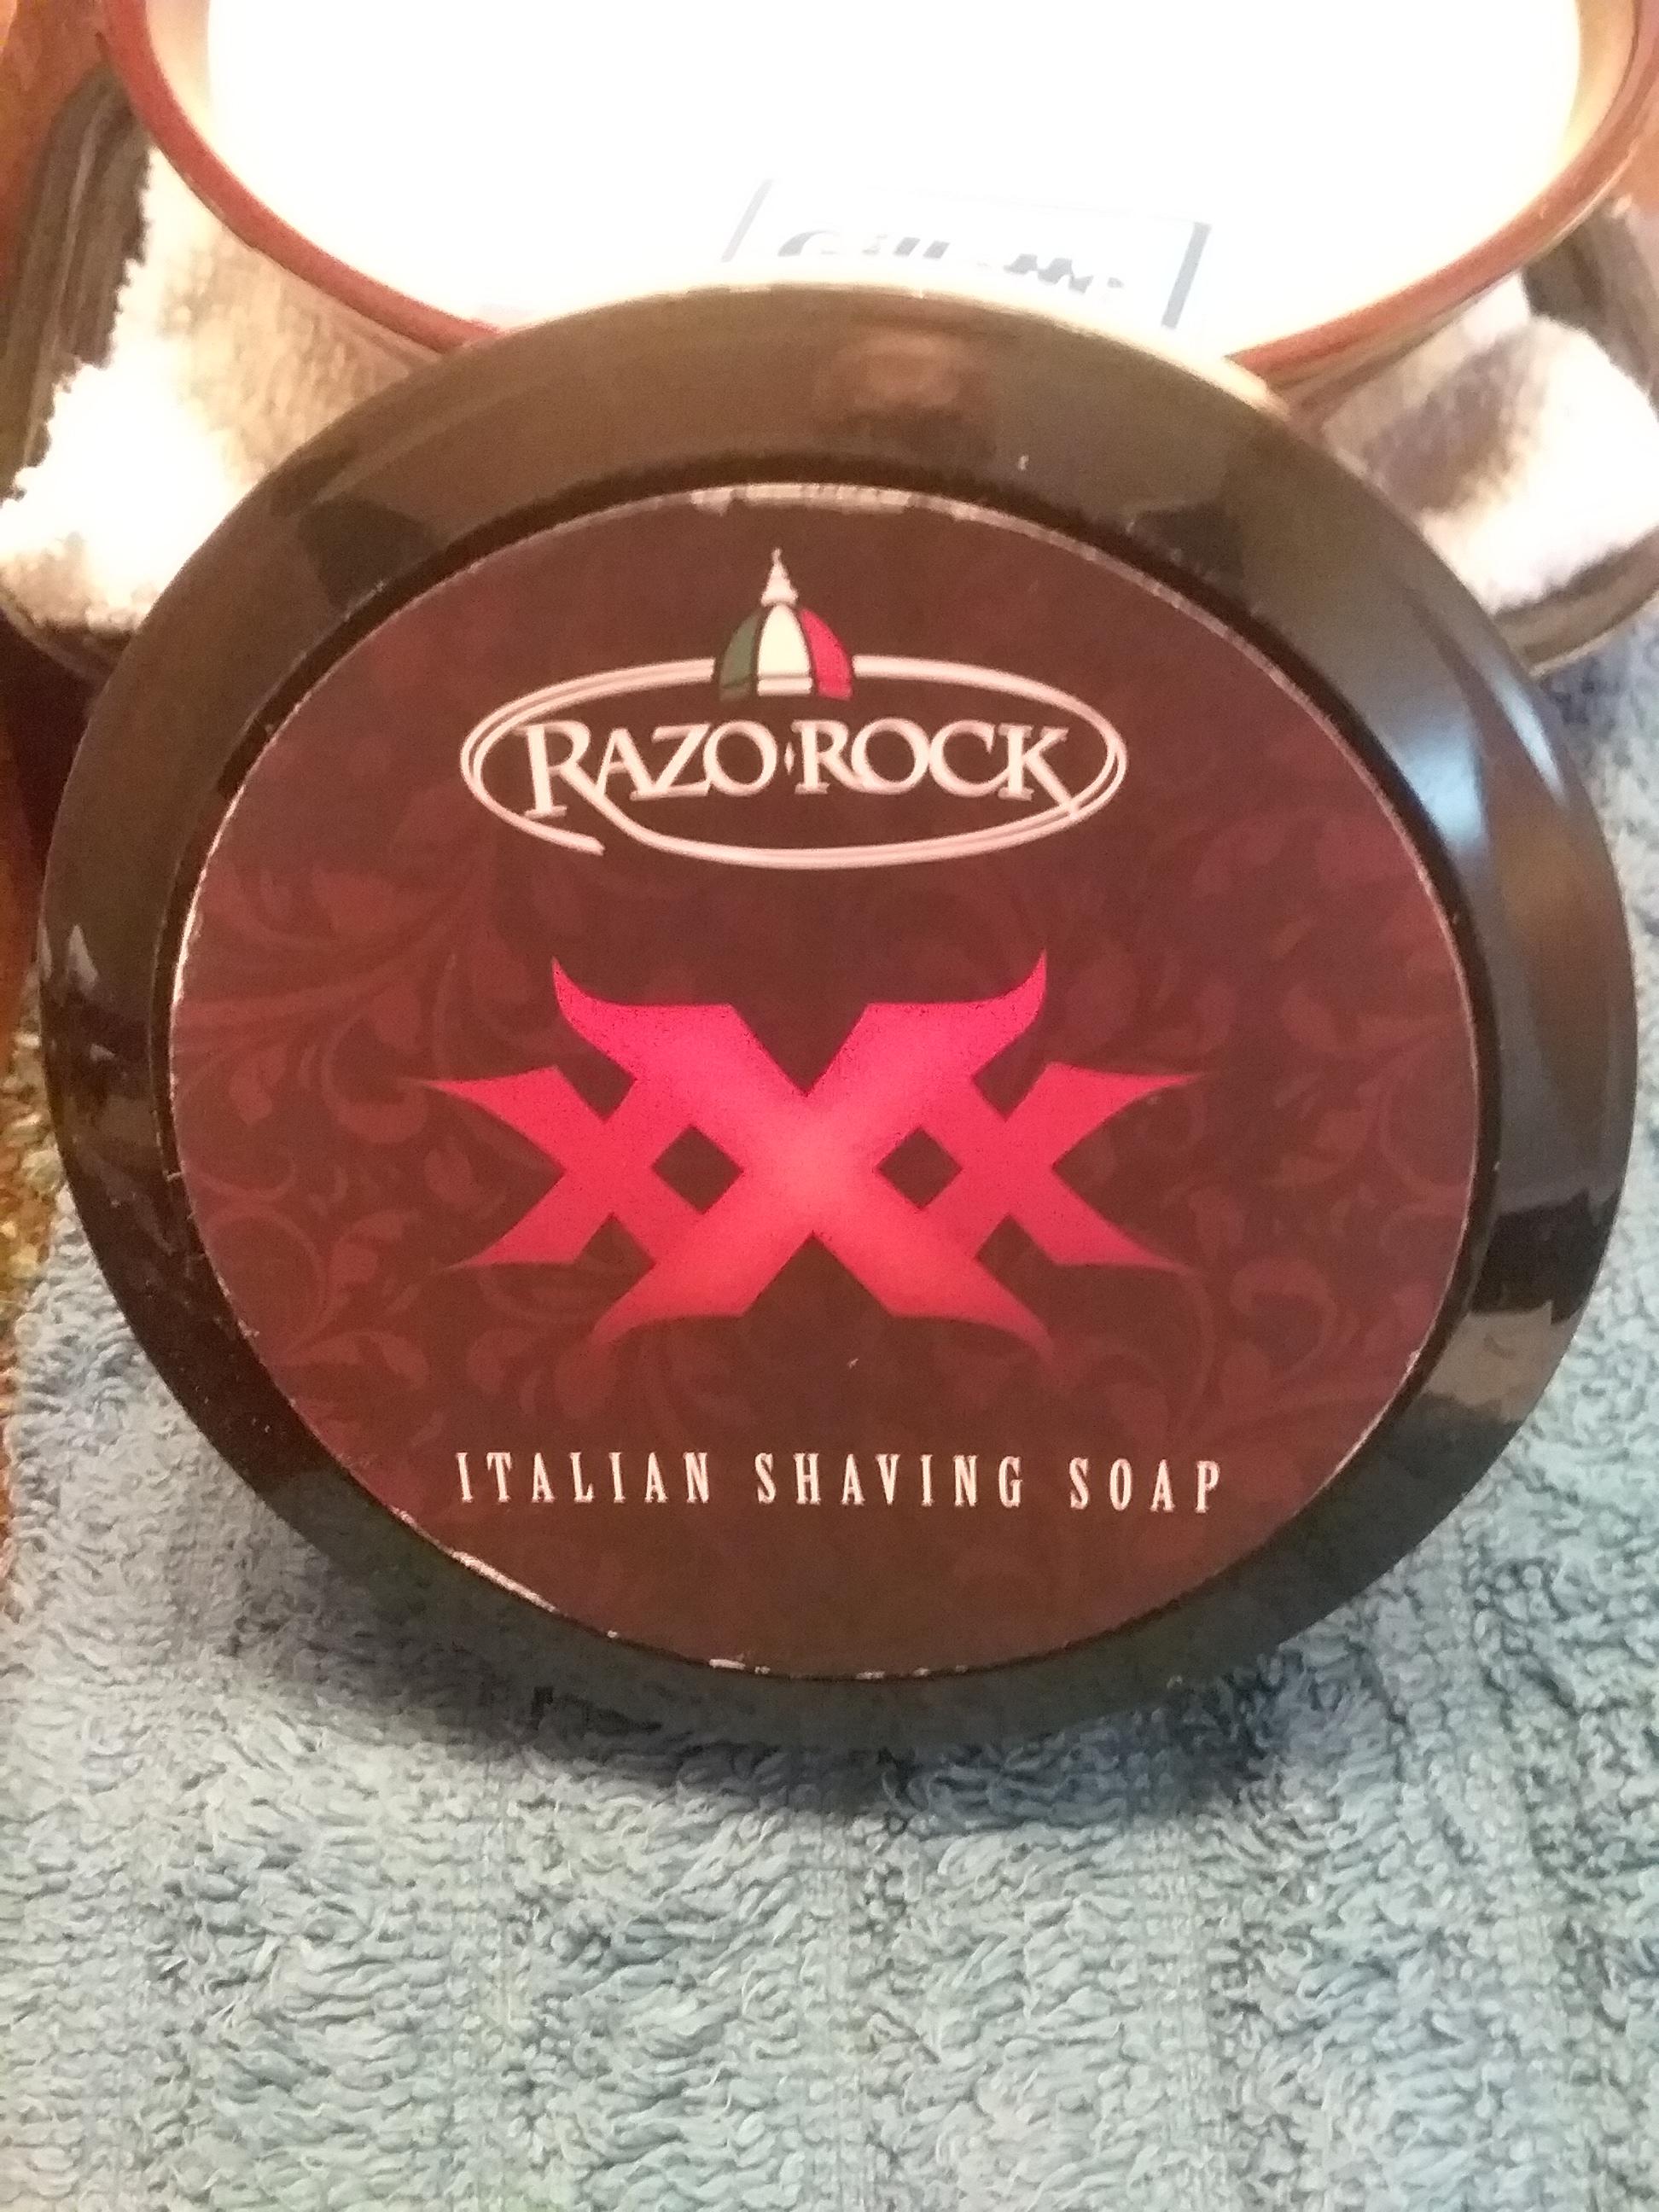 RAZO·ROCK
XXX
ITALIAN SHAVING SOAP